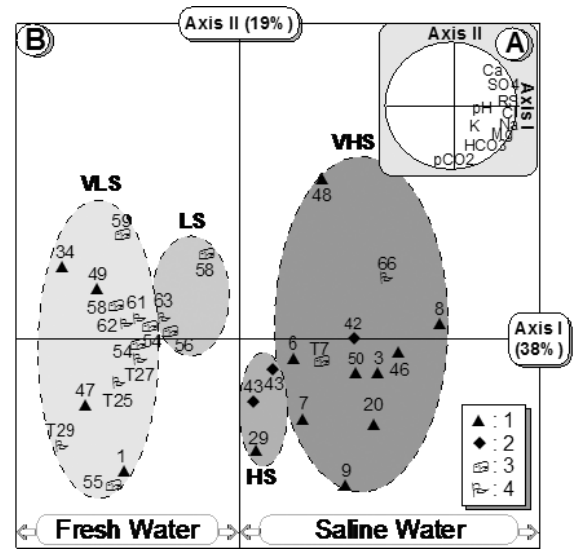 B
Axis II (19%)
A
Axis II
Ca
SO4
Axis I
RS
pH
Cl
K
Na
Mg
HCO3
pCO2
VHS
VLS
LS
48
59
34
49
58
66
58
61
63
62
8
42
Axis I
(38%)
54
54
56
6
T7
T27
50
3
46
43
43
47
T25
7
20
T29
1
29
9
55
HS
: 1
: 2
: 3
: 4
Fresh Water
Saline Water